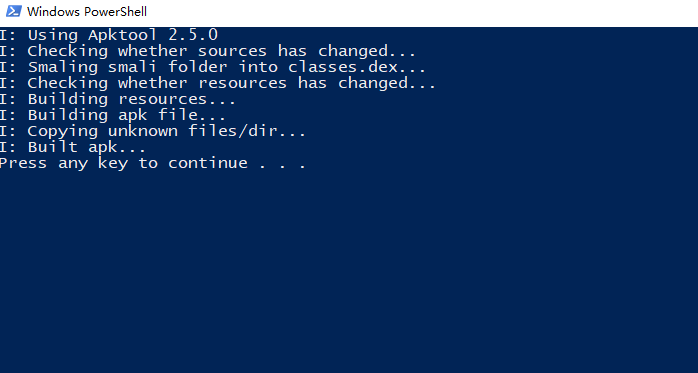 Windows PowerShell
I: Using Apktool 2.5.0
I: Checking whether sources has changed...
I: Smaling smali folder into classes.dex...
I: Checking whether resources has changed...
I: Building resources...
I: Building apk file...
I: Copying unknown files/dir...
I: Built apk...
Press any key to continue . . .